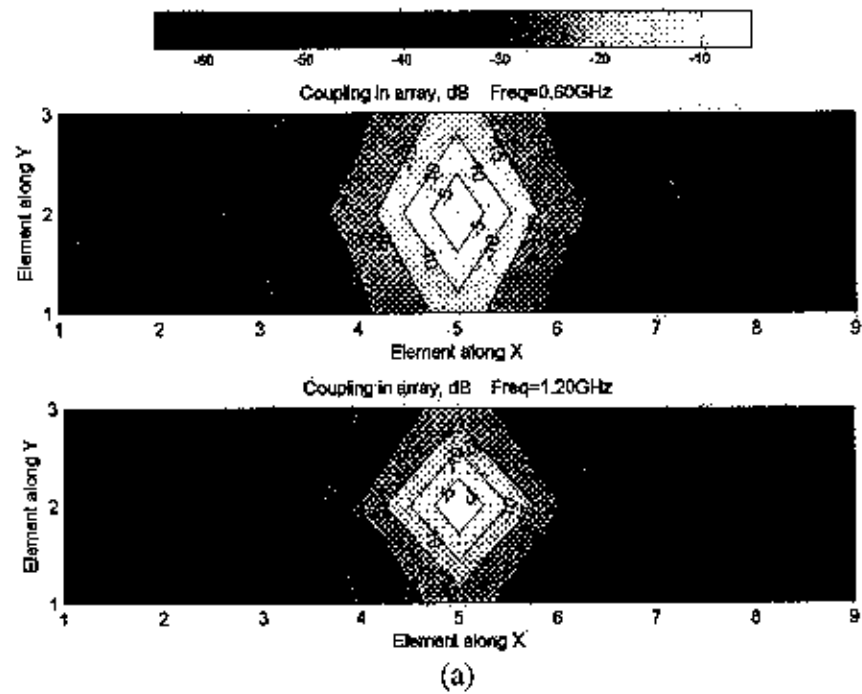 -60 -50 -40 -30 -20 -10
Coupling in array, dB Freq=0.60GHz
3
2
1
Element along Y
1 2 3 4 5 6 7 8 9
Element along X
Coupling in array, dB Freq=1.20GHz
3
2
1
Element along Y
1 2 3 4 5 6 7 8 9
Element along X
(a)